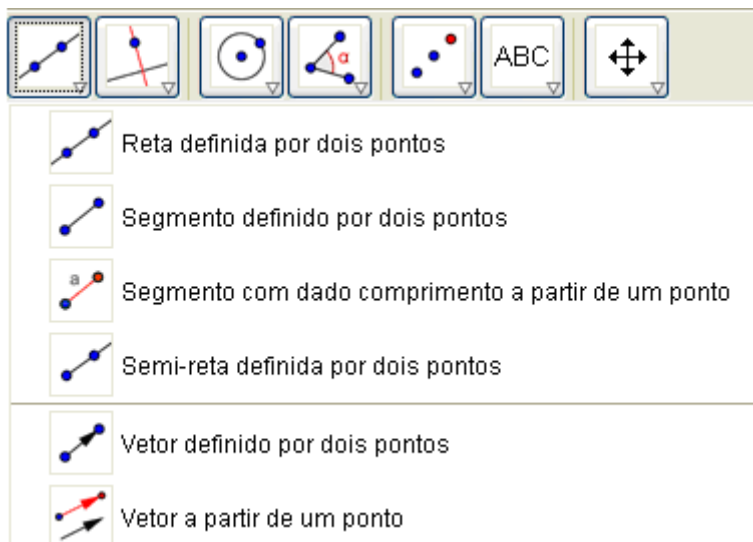 α
ABC
Reta definida por dois pontos
Segmento definido por dois pontos
a
Segmento com dado comprimento a partir de um ponto
Semi-reta definida por dois pontos
Vetor definido por dois pontos
Vetor a partir de um ponto